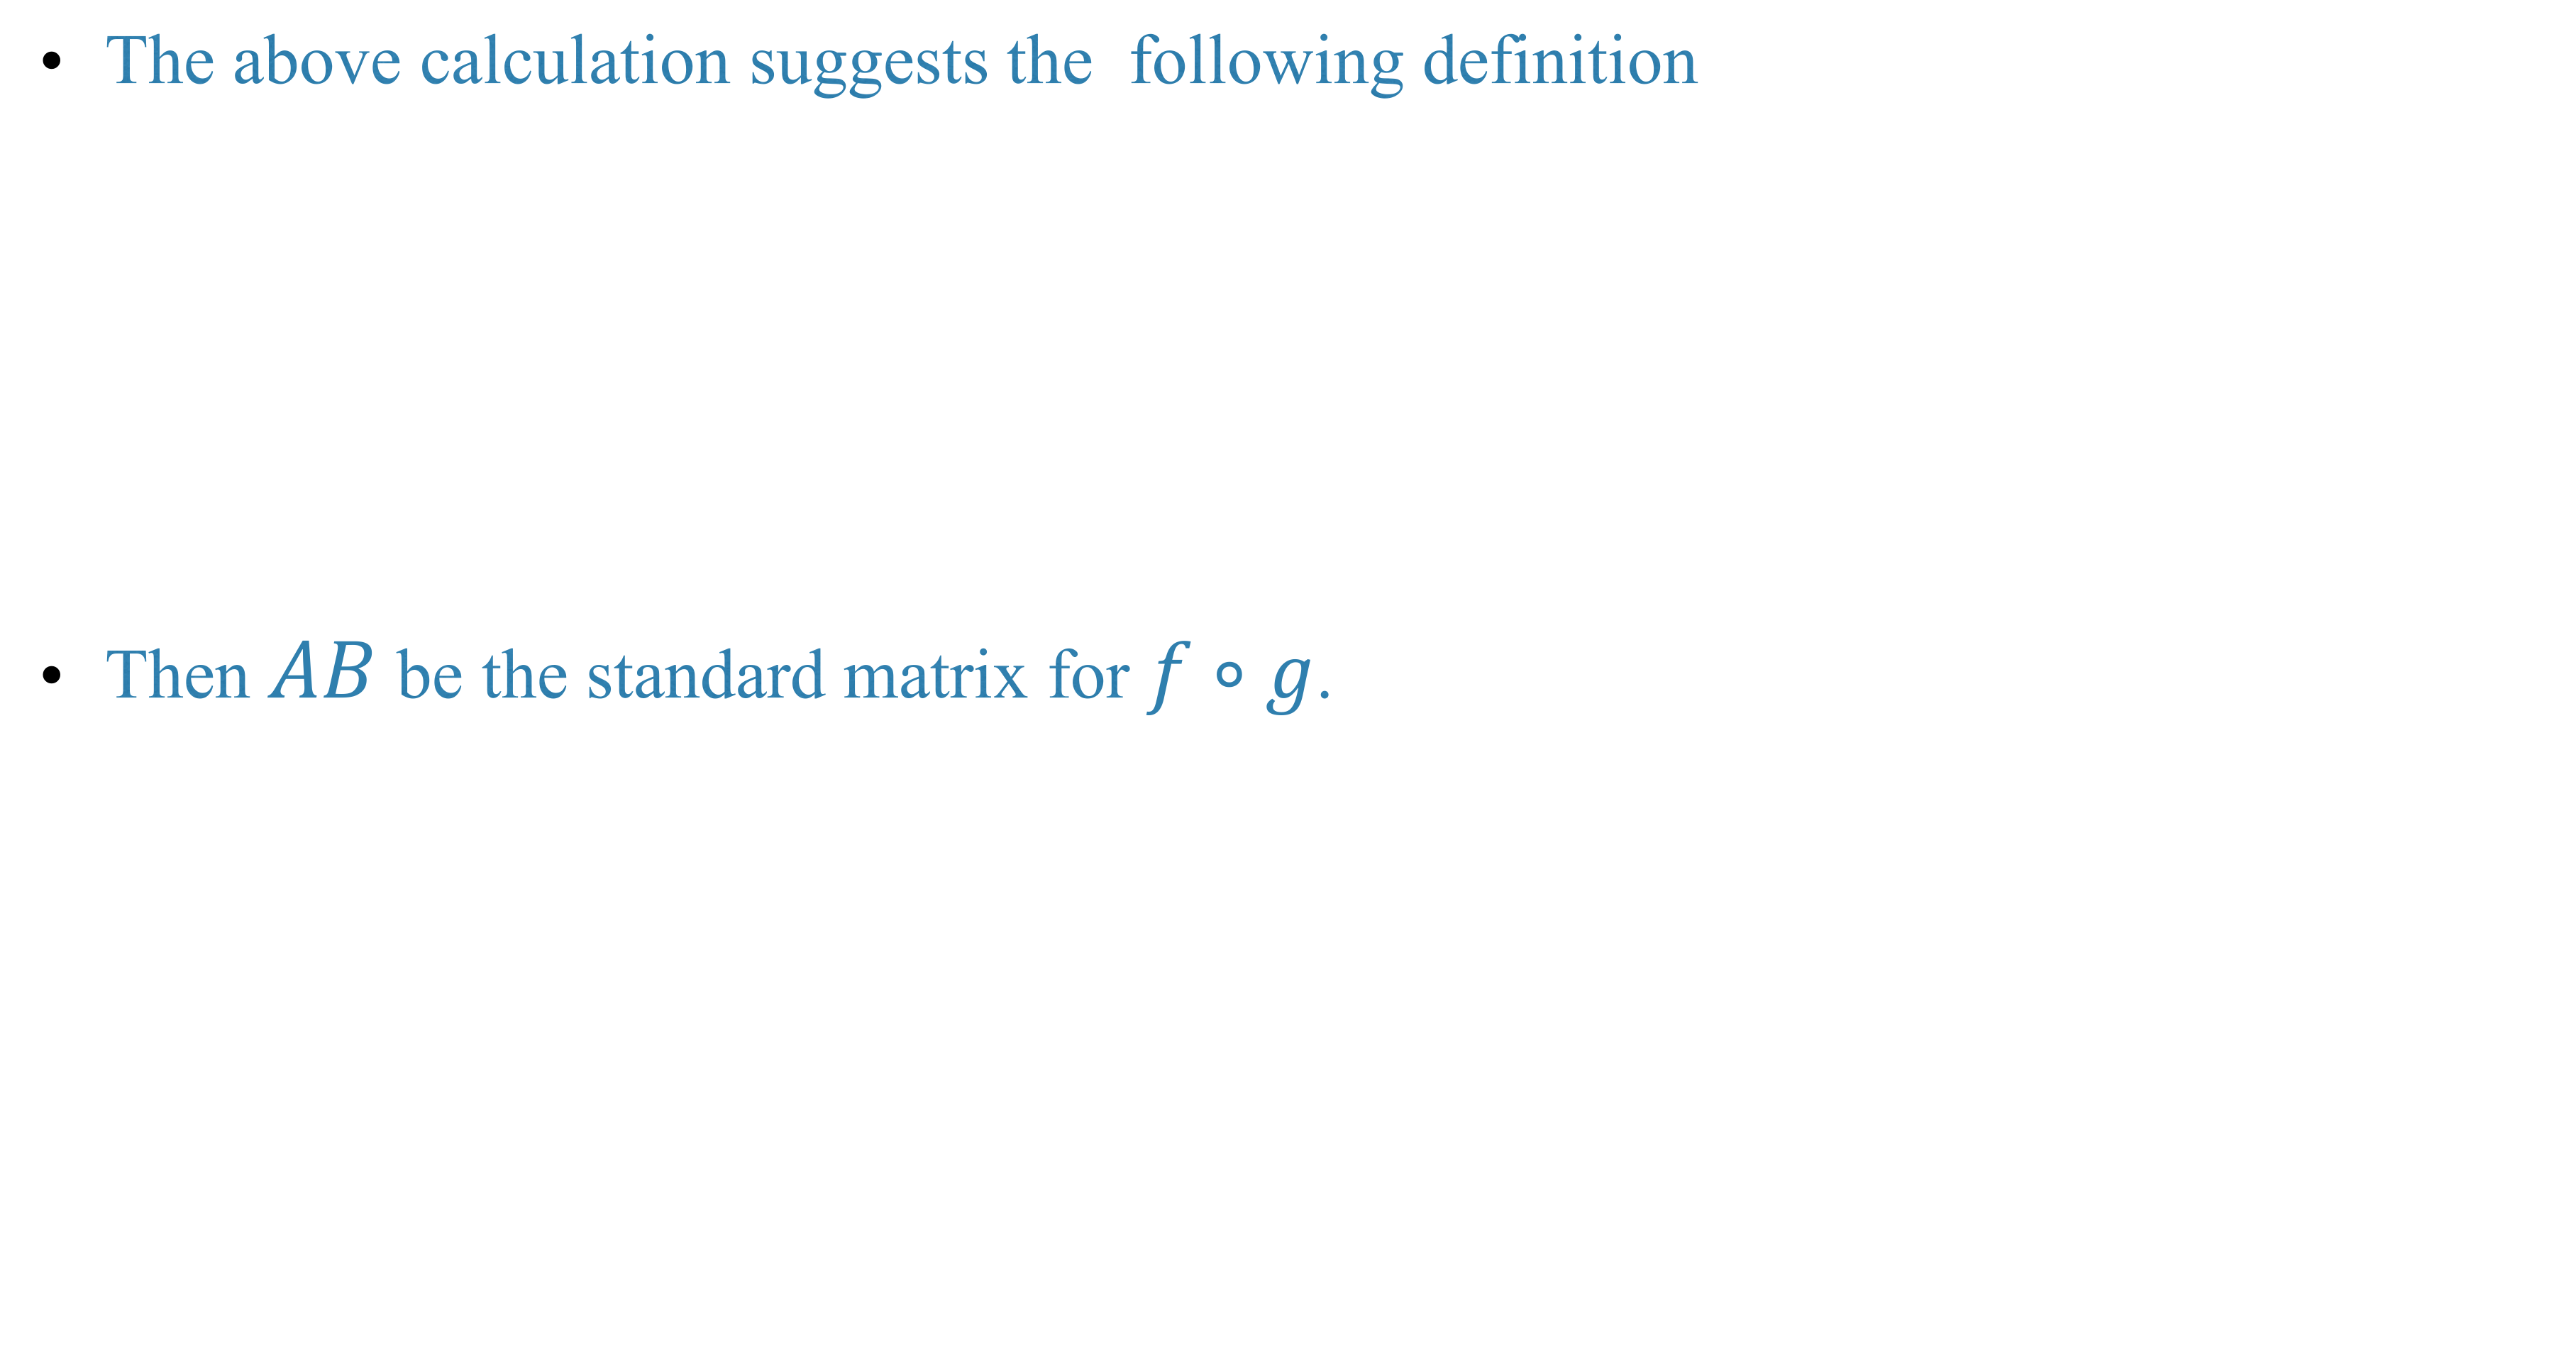 • The above calculation suggests the  following definition
• Then 𝐴𝐵 be the standard matrix for 𝑓 ∘ 𝑔.